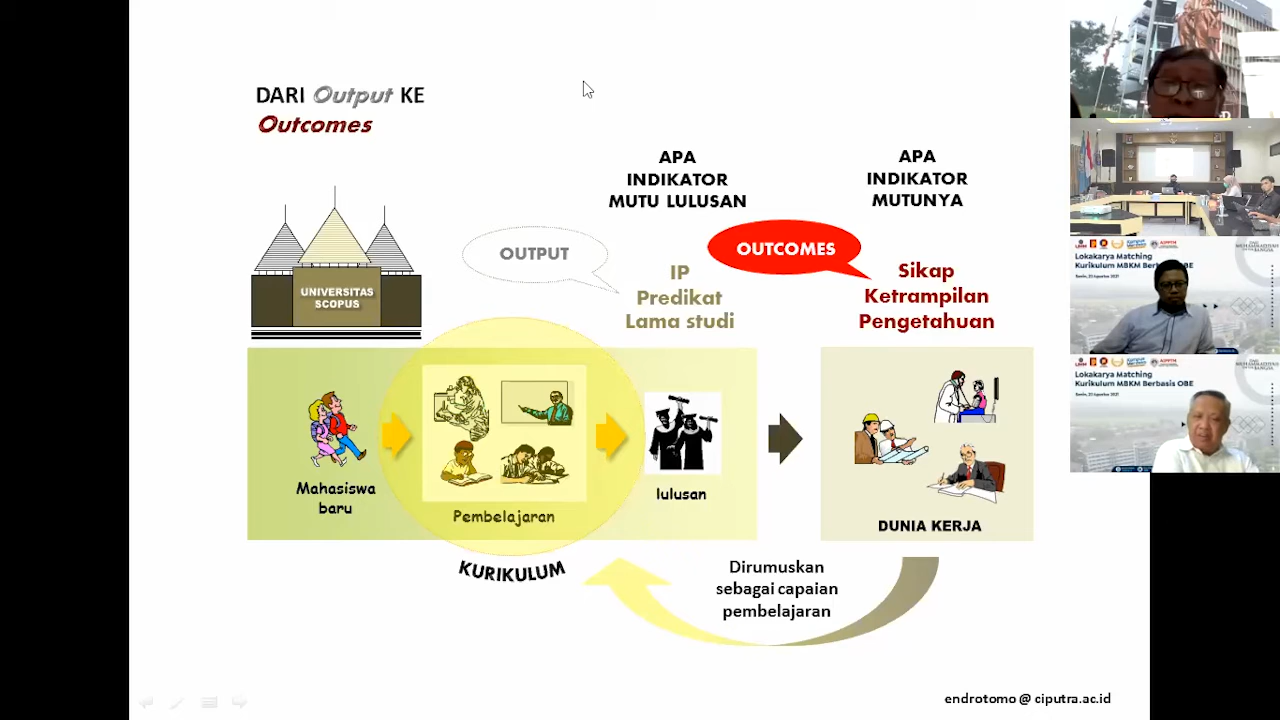 DARI Output KE
Outcomes
APA
INDIKATOR
MUTU LULUSAN
APA
INDIKATOR
MUTUNYA
OUTPUT
OUTCOMES
IP
Predikat
Lama studi
Sikap
Ketrampilan
Pengetahuan
UNIVERSITAS
SCOPUS
Mahasiswa
baru
Pembelajaran
lulusan
DUNIA KERJA
KURIKULUM
Dirumuskan
sebagai capaian
pembelajaran
endrotomo @ ciputra.ac.id
Lokakarya Matching
Kurikulum MBKM Berbasis OBE
Lokakarya Matching
Kurikulum MBKM Berbasis OBE